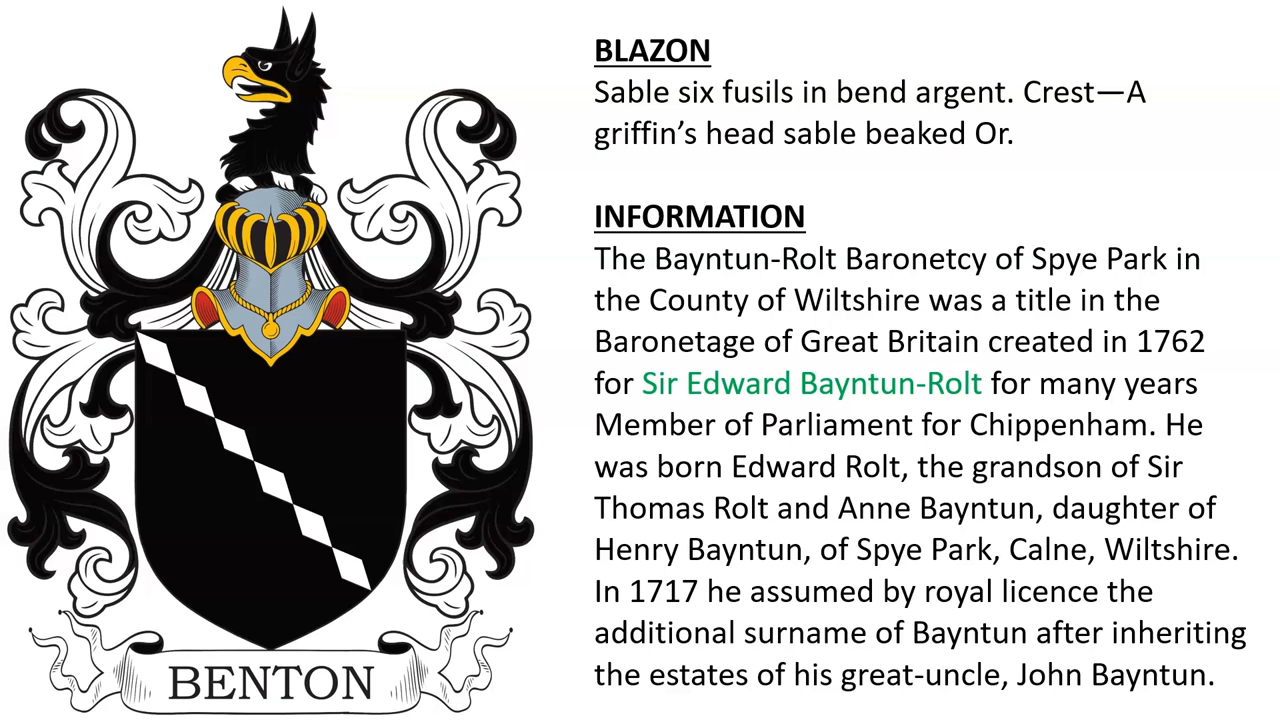 BLAZON
Sable six fusils in bend argent. Crest—A
griffin’s head sable beaked Or.
INFORMATION
The Bayntun-Rolt Baronetcy of Spye Park in
the County of Wiltshire was a title in the
Baronetage of Great Britain created in 1762
for Sir Edward Bayntun-Rolt for many years
Member of Parliament for Chippenham. He
was born Edward Rolt, the grandson of Sir
Thomas Rolt and Anne Bayntun, daughter of
Henry Bayntun, of Spye Park, Calne, Wiltshire.
In 1717 he assumed by royal licence the
additional surname of Bayntun after inheriting
the estates of his great-uncle, John Bayntun.
BENTON